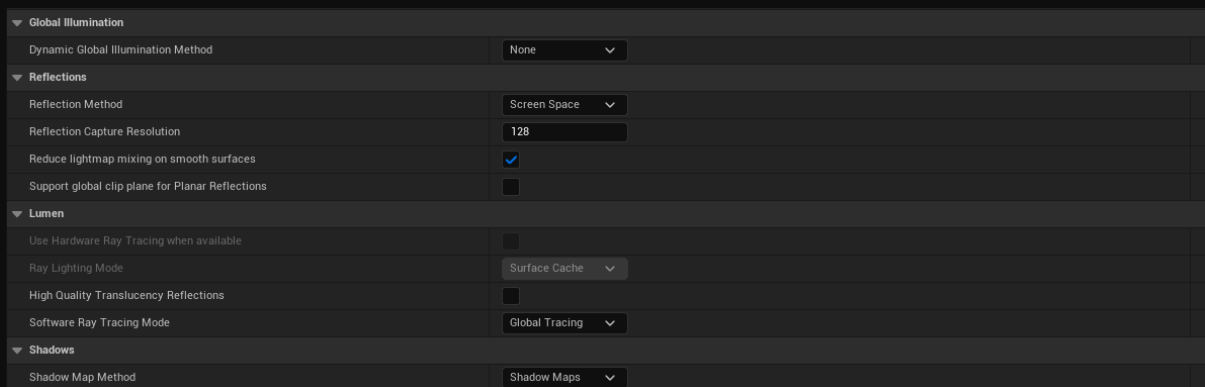 Global Illumination
Dynamic Global Illumination Method None
Reflections
Reflection Method Screen Space
Reflection Capture Resolution 128
Reduce lightmap mixing on smooth surfaces
Support global clip plane for Planar Reflections
Lumen
Use Hardware Ray Tracing when available
Ray Lighting Mode Surface Cache
High Quality Translucency Reflections
Software Ray Tracing Mode Global Tracing
Shadows
Shadow Map Method Shadow Maps